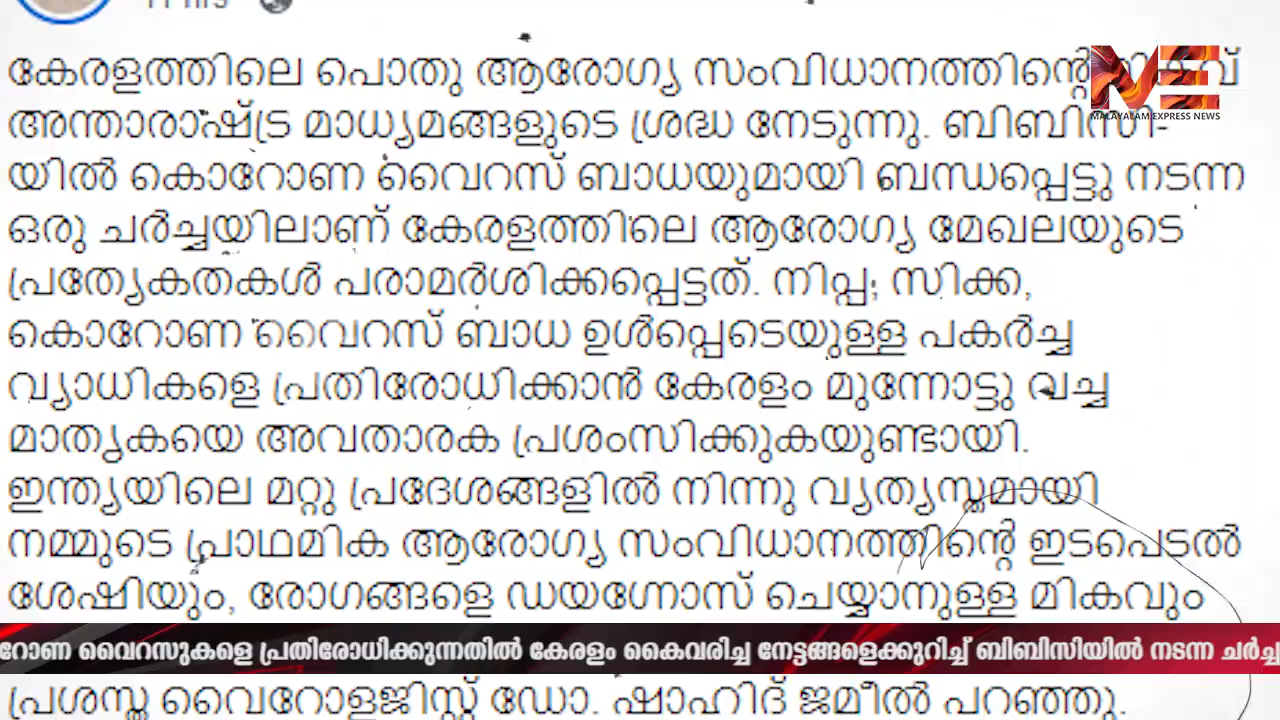 11 hrs
കേരളത്തിലെ പൊതു ആരോഗ്യ സംവിധാനത്തിന്റെ
MALAYALAM EXPRESS NEWS
അന്താരാഷ്ട്ര മാധ്യമങ്ങളുടെ ശ്രദ്ധ നേടുന്നു. ബിബിസി-
യിൽ കൊറോണ വൈറസ് ബാധയുമായി ബന്ധപ്പെട്ടു നടന്ന
ഒരു ചർച്ചയിലാണ് കേരളത്തിലെ ആരോഗ്യ മേഖലയുടെ
പ്രത്യേകതകൾ പരാമർശിക്കപ്പെട്ടത്. നിപ്പ; സിക്ക,
കൊറോണ വൈറസ് ബാധ ഉൾപ്പെടെയുള്ള പകർച്ച
വ്യാധികളെ പ്രതിരോധിക്കാൻ കേരളം മുന്നോട്ടു വച്ച
മാതൃകയെ അവതാരക പ്രശംസിക്കുകയുണ്ടായി.
ഇന്ത്യയിലെ മറ്റു പ്രദേശങ്ങളിൽ നിന്നു വ്യത്യസ്തമായി
നമ്മുടെ പ്രാഥമിക ആരോഗ്യ സംവിധാനത്തിന്റെ ഇടപെടൽ
ശേഷിയും, രോഗങ്ങളെ ഡയഗ്നോസ് ചെയ്യാനുള്ള മികവും
റോണ വൈറസുകളെ പ്രതിരോധിക്കുന്നതിൽ കേരളം കൈവരിച്ച നേട്ടങ്ങളെക്കുറിച്ച് ബിബിസിയിൽ നടന്ന ചർച്ച
പ്രശസ്ത വൈറോളജിസ്റ്റ് ഡോ. ഷാഹിദ് ജമീൽ പറഞ്ഞു.